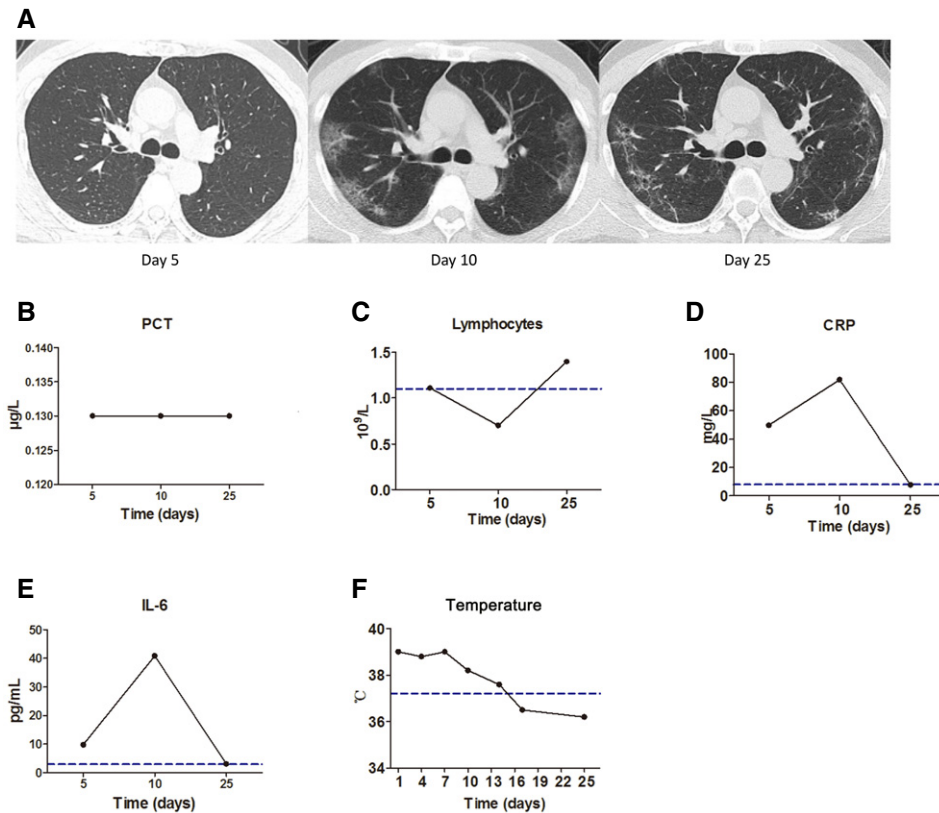 A
Day 5 Day 10 Day 25
B
PCT
0.140
0.135
0.130
0.125
0.120
µg/L
5 10 25
Time (days)
C
Lymphocytes
1.5
1.0
0.5
0.0
10⁹/L
5 10 25
Time (days)
D
CRP
100
80
60
40
20
0
mg/L
5 10 25
Time (days)
E
IL-6
50
40
30
20
10
0
pg/mL
5 10 25
Time (days)
F
Temperature
40
38
36
34
℃
1 4 7 10 13 16 19 22 25
Time (days)